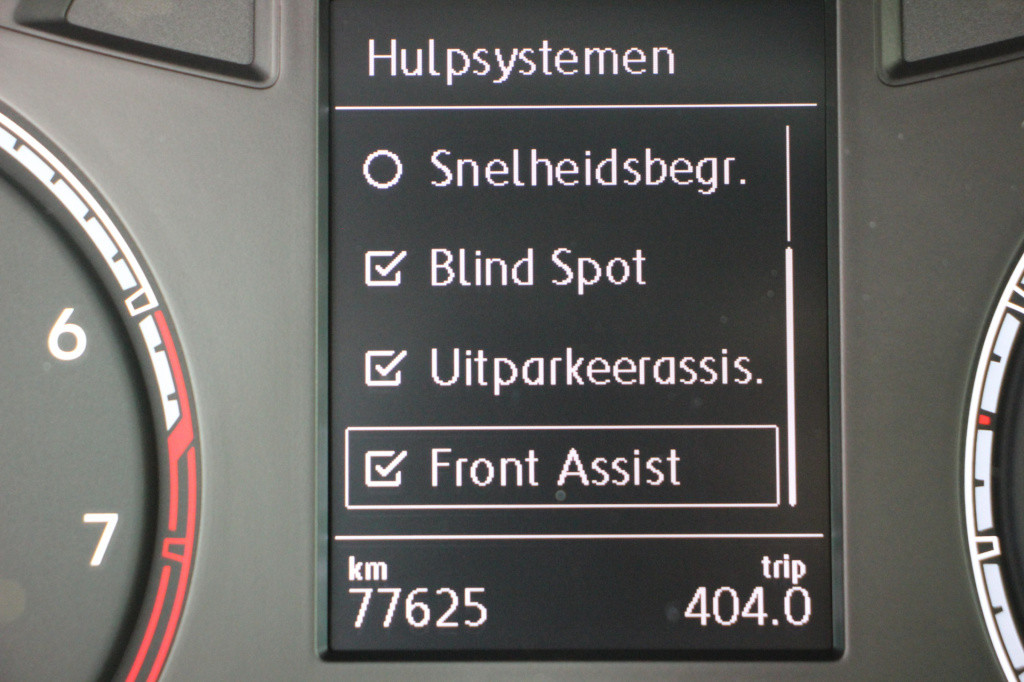 Hulpsystemen
Snelheidsbegr.
Blind Spot
Uitparkeerassis.
Front Assist
km trip
77625 404.0
6
7